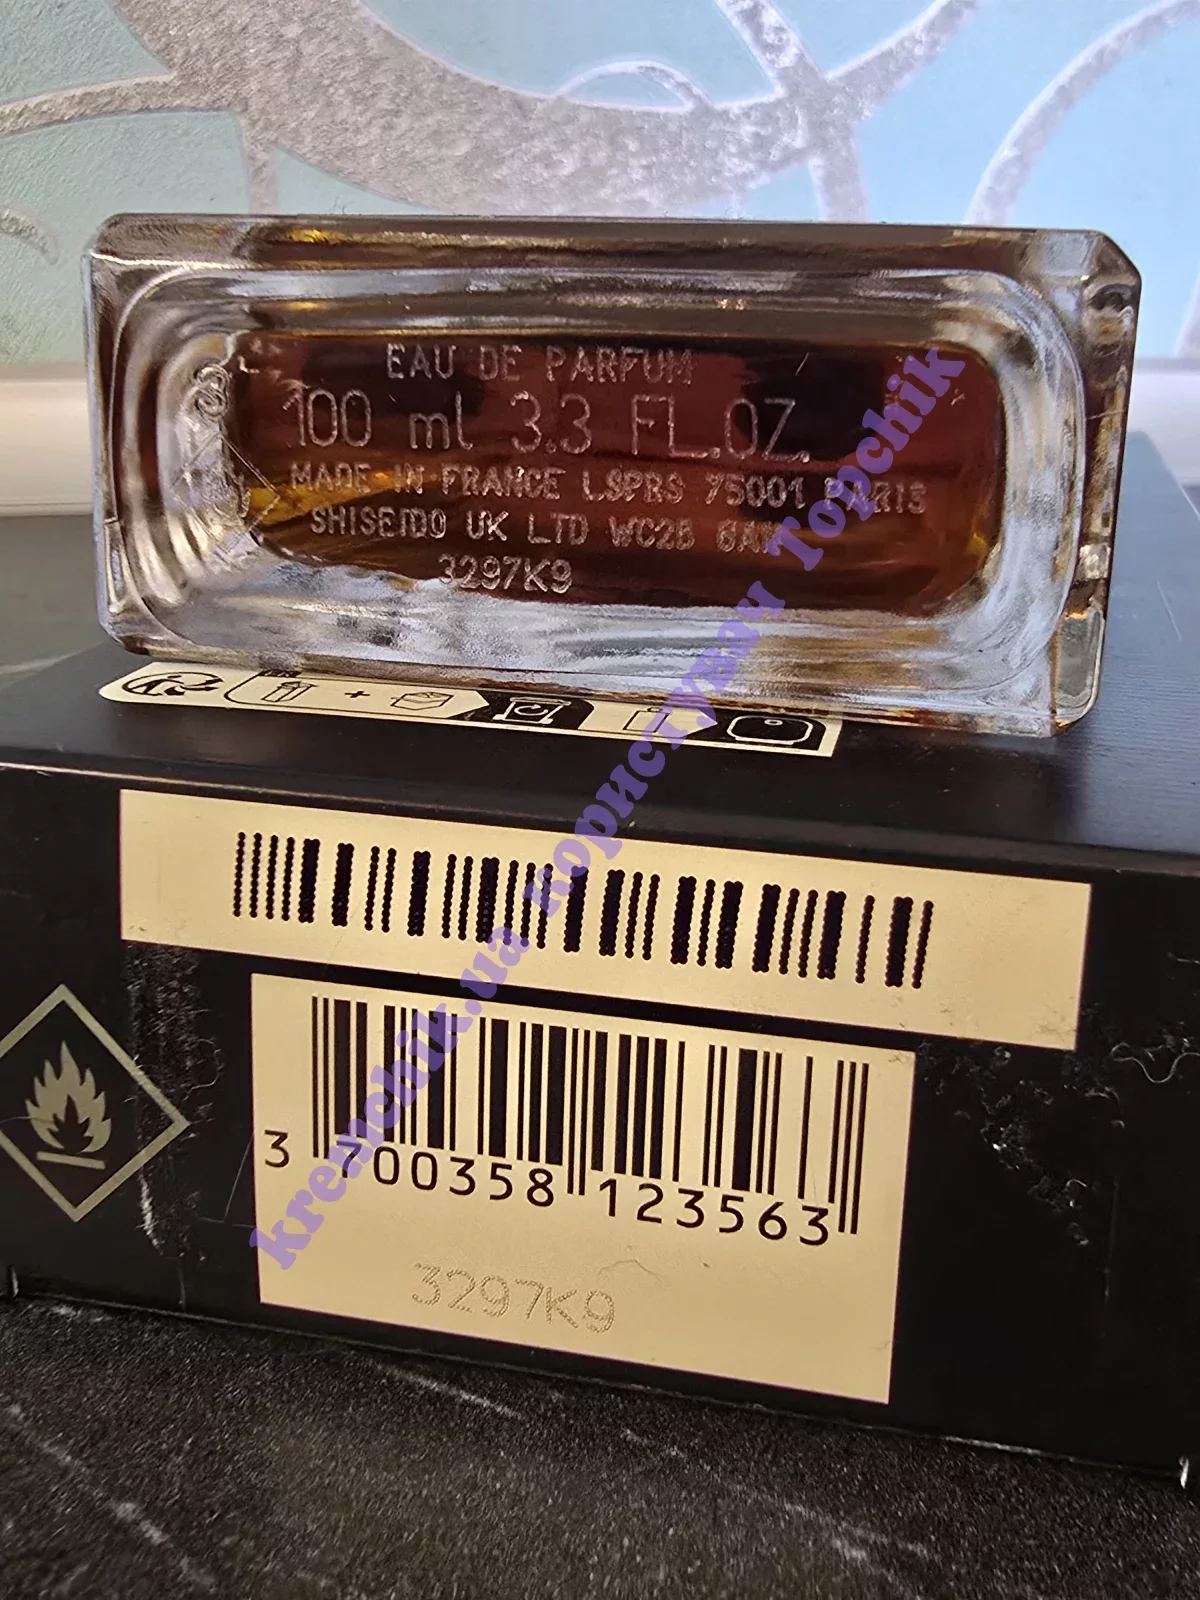 EAU DE PARFUM
100 ml 3.3 FL.OZ.
MADE IN FRANCE LSPRS 75001 PARIS
SHISEIDO UK LTD WC2B
3297K9
3 700358 123563
3297K9
kremchik.ua користувач Topchik